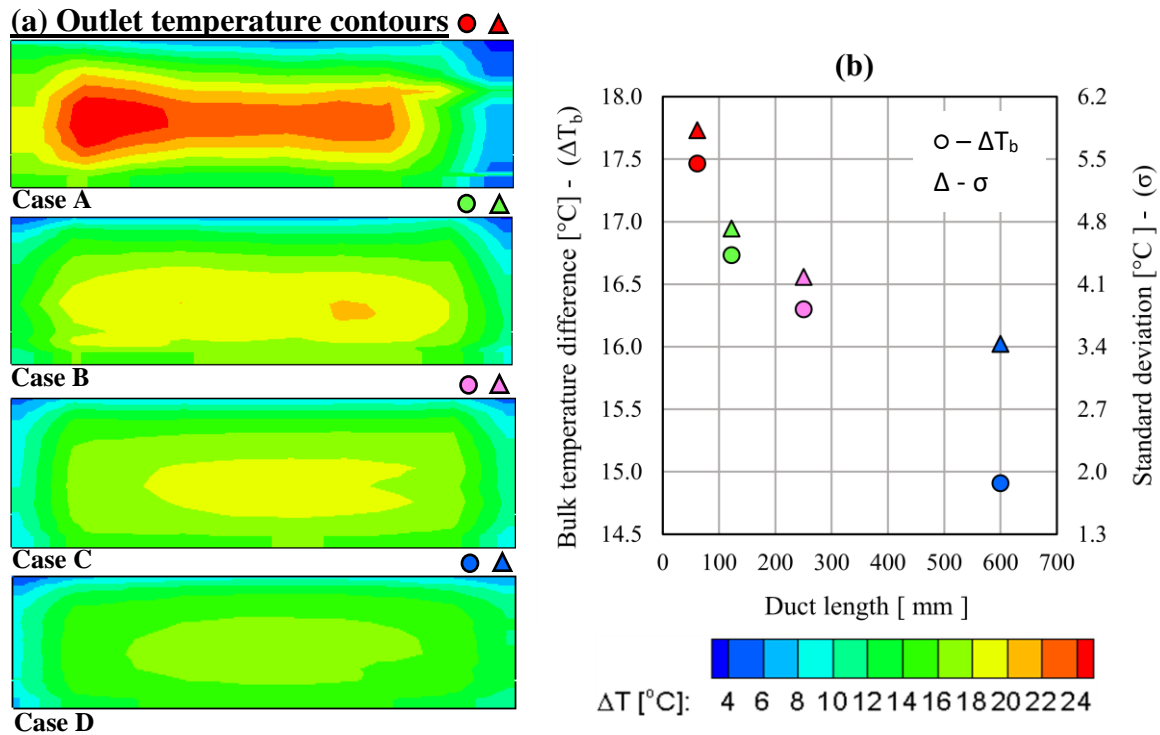 (a) Outlet temperature contours
Case A
Case B
Case C
Case D
(b)
Bulk temperature difference [°C] - (ΔT_b)
18.0
17.5
17.0
16.5
16.0
15.5
15.0
14.5
6.2
5.5
4.8
4.1
3.4
2.7
2.0
1.3
Standard deviation [°C ] - (σ)
O – ΔT_b
Δ - σ
0 100 200 300 400 500 600 700
Duct length [ mm ]
ΔT [°C]: 4 6 8 10 12 14 16 18 20 22 24